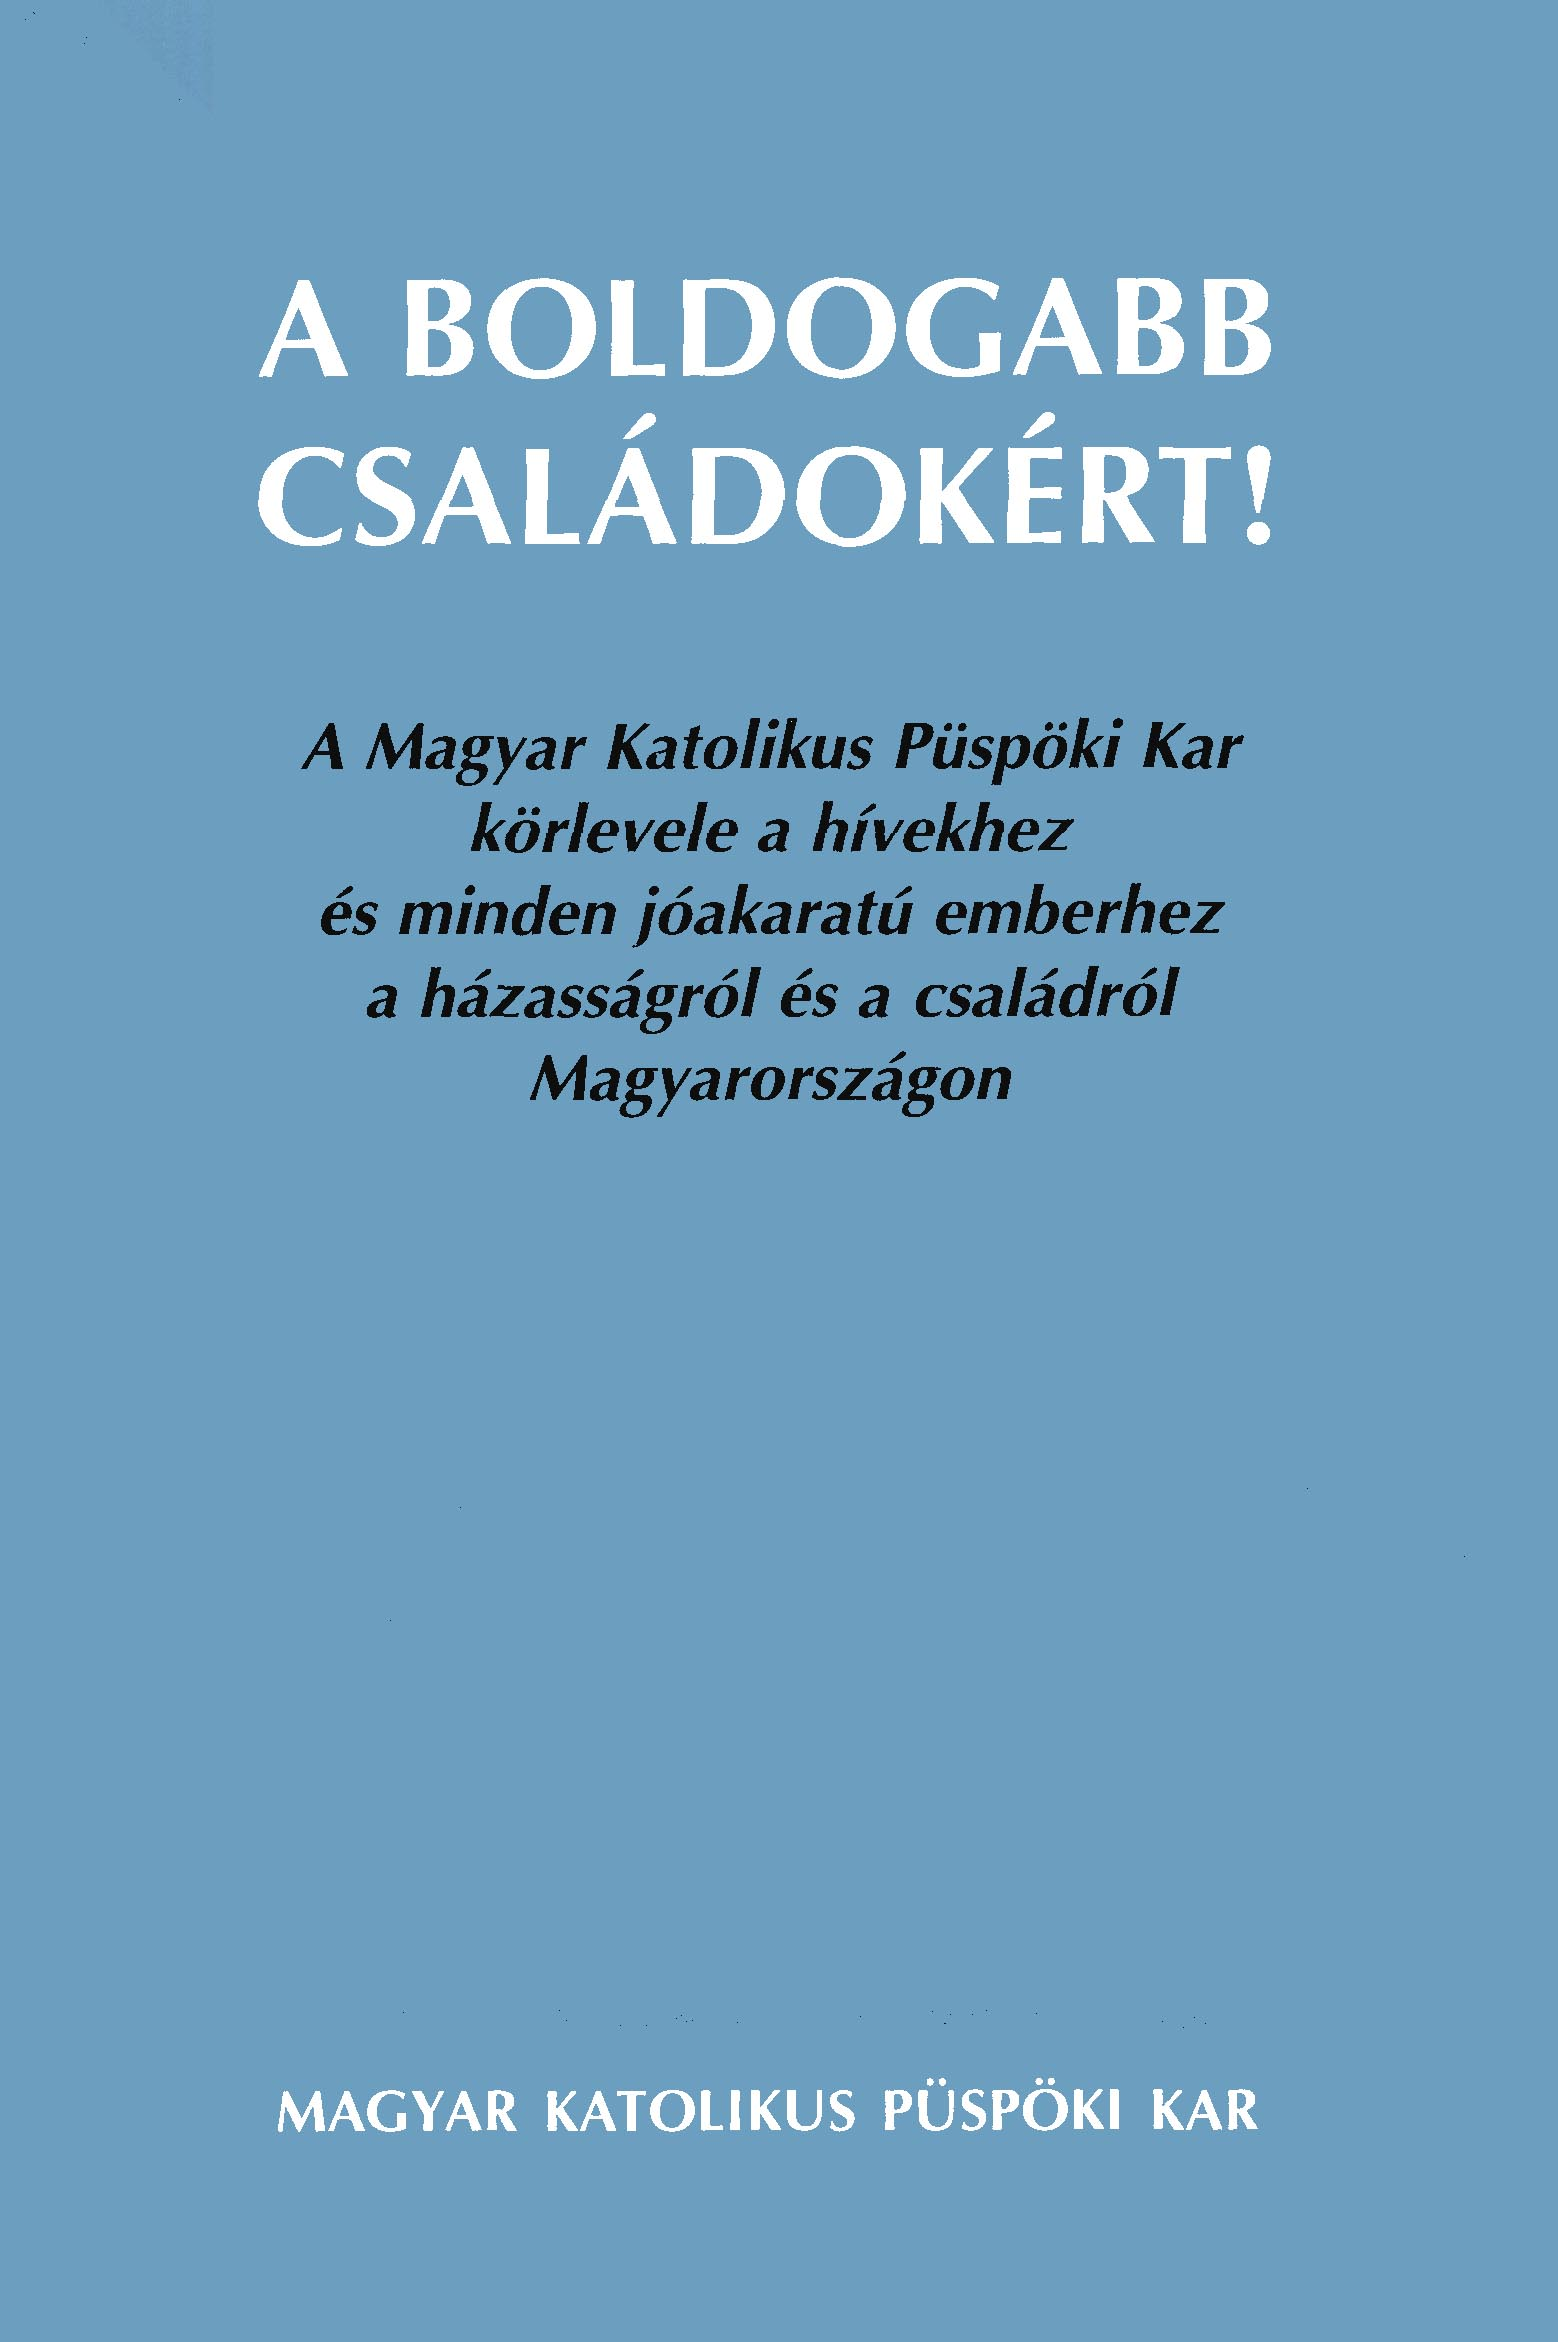 A BOLDOGABB
CSALÁDOKÉRT!
A Magyar Katolikus Püspöki Kar
körlevele a hívekhez
és minden jóakaratú emberhez
a házasságról és a családról
Magyarországon
MAGYAR KATOLIKUS PÜSPÖKI KAR